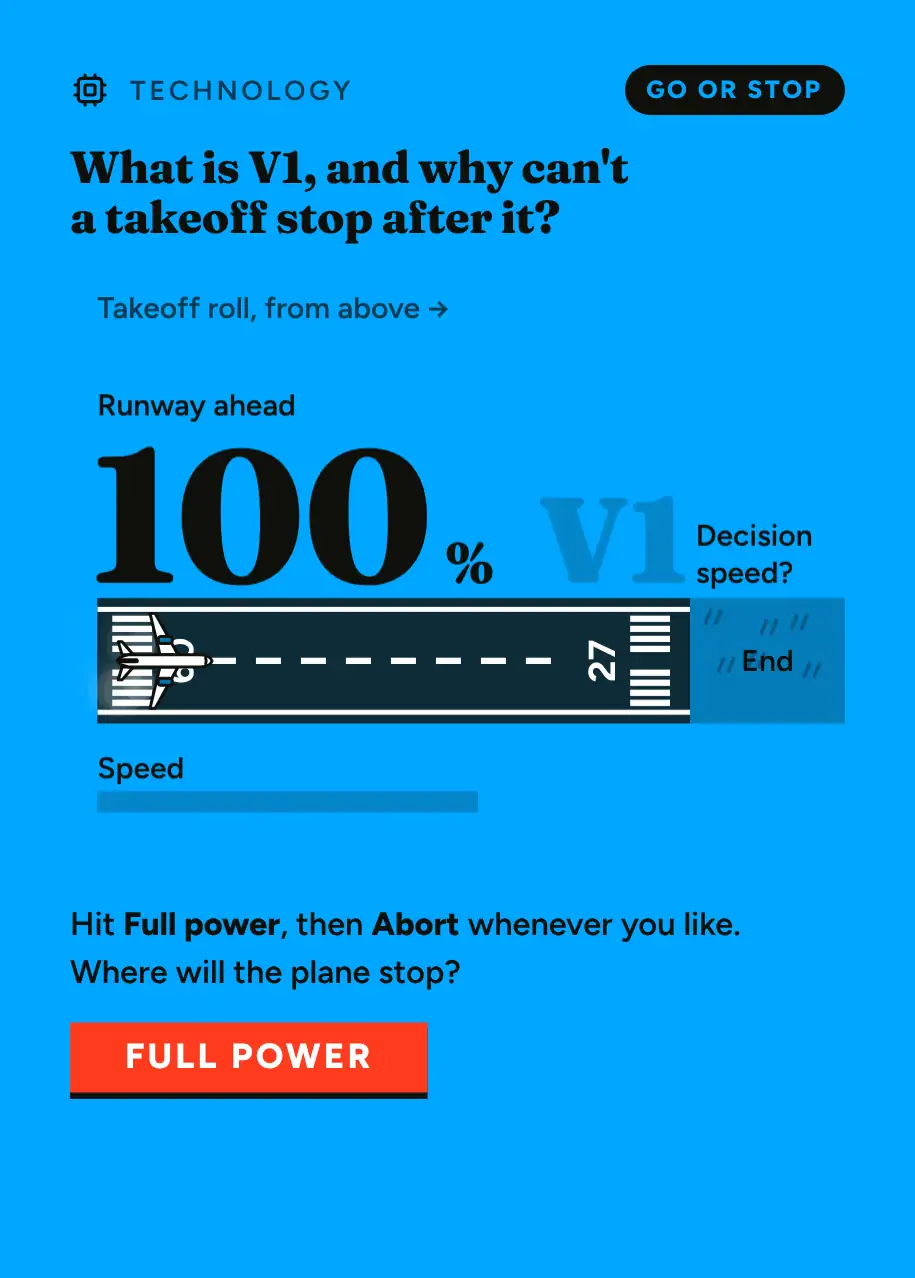 TECHNOLOGY
GO OR STOP
What is V1, and why can't
a takeoff stop after it?
Takeoff roll, from above →
Runway ahead
100 %
V1
Decision
speed?
27
End
Speed
Hit Full power, then Abort whenever you like.
Where will the plane stop?
FULL POWER